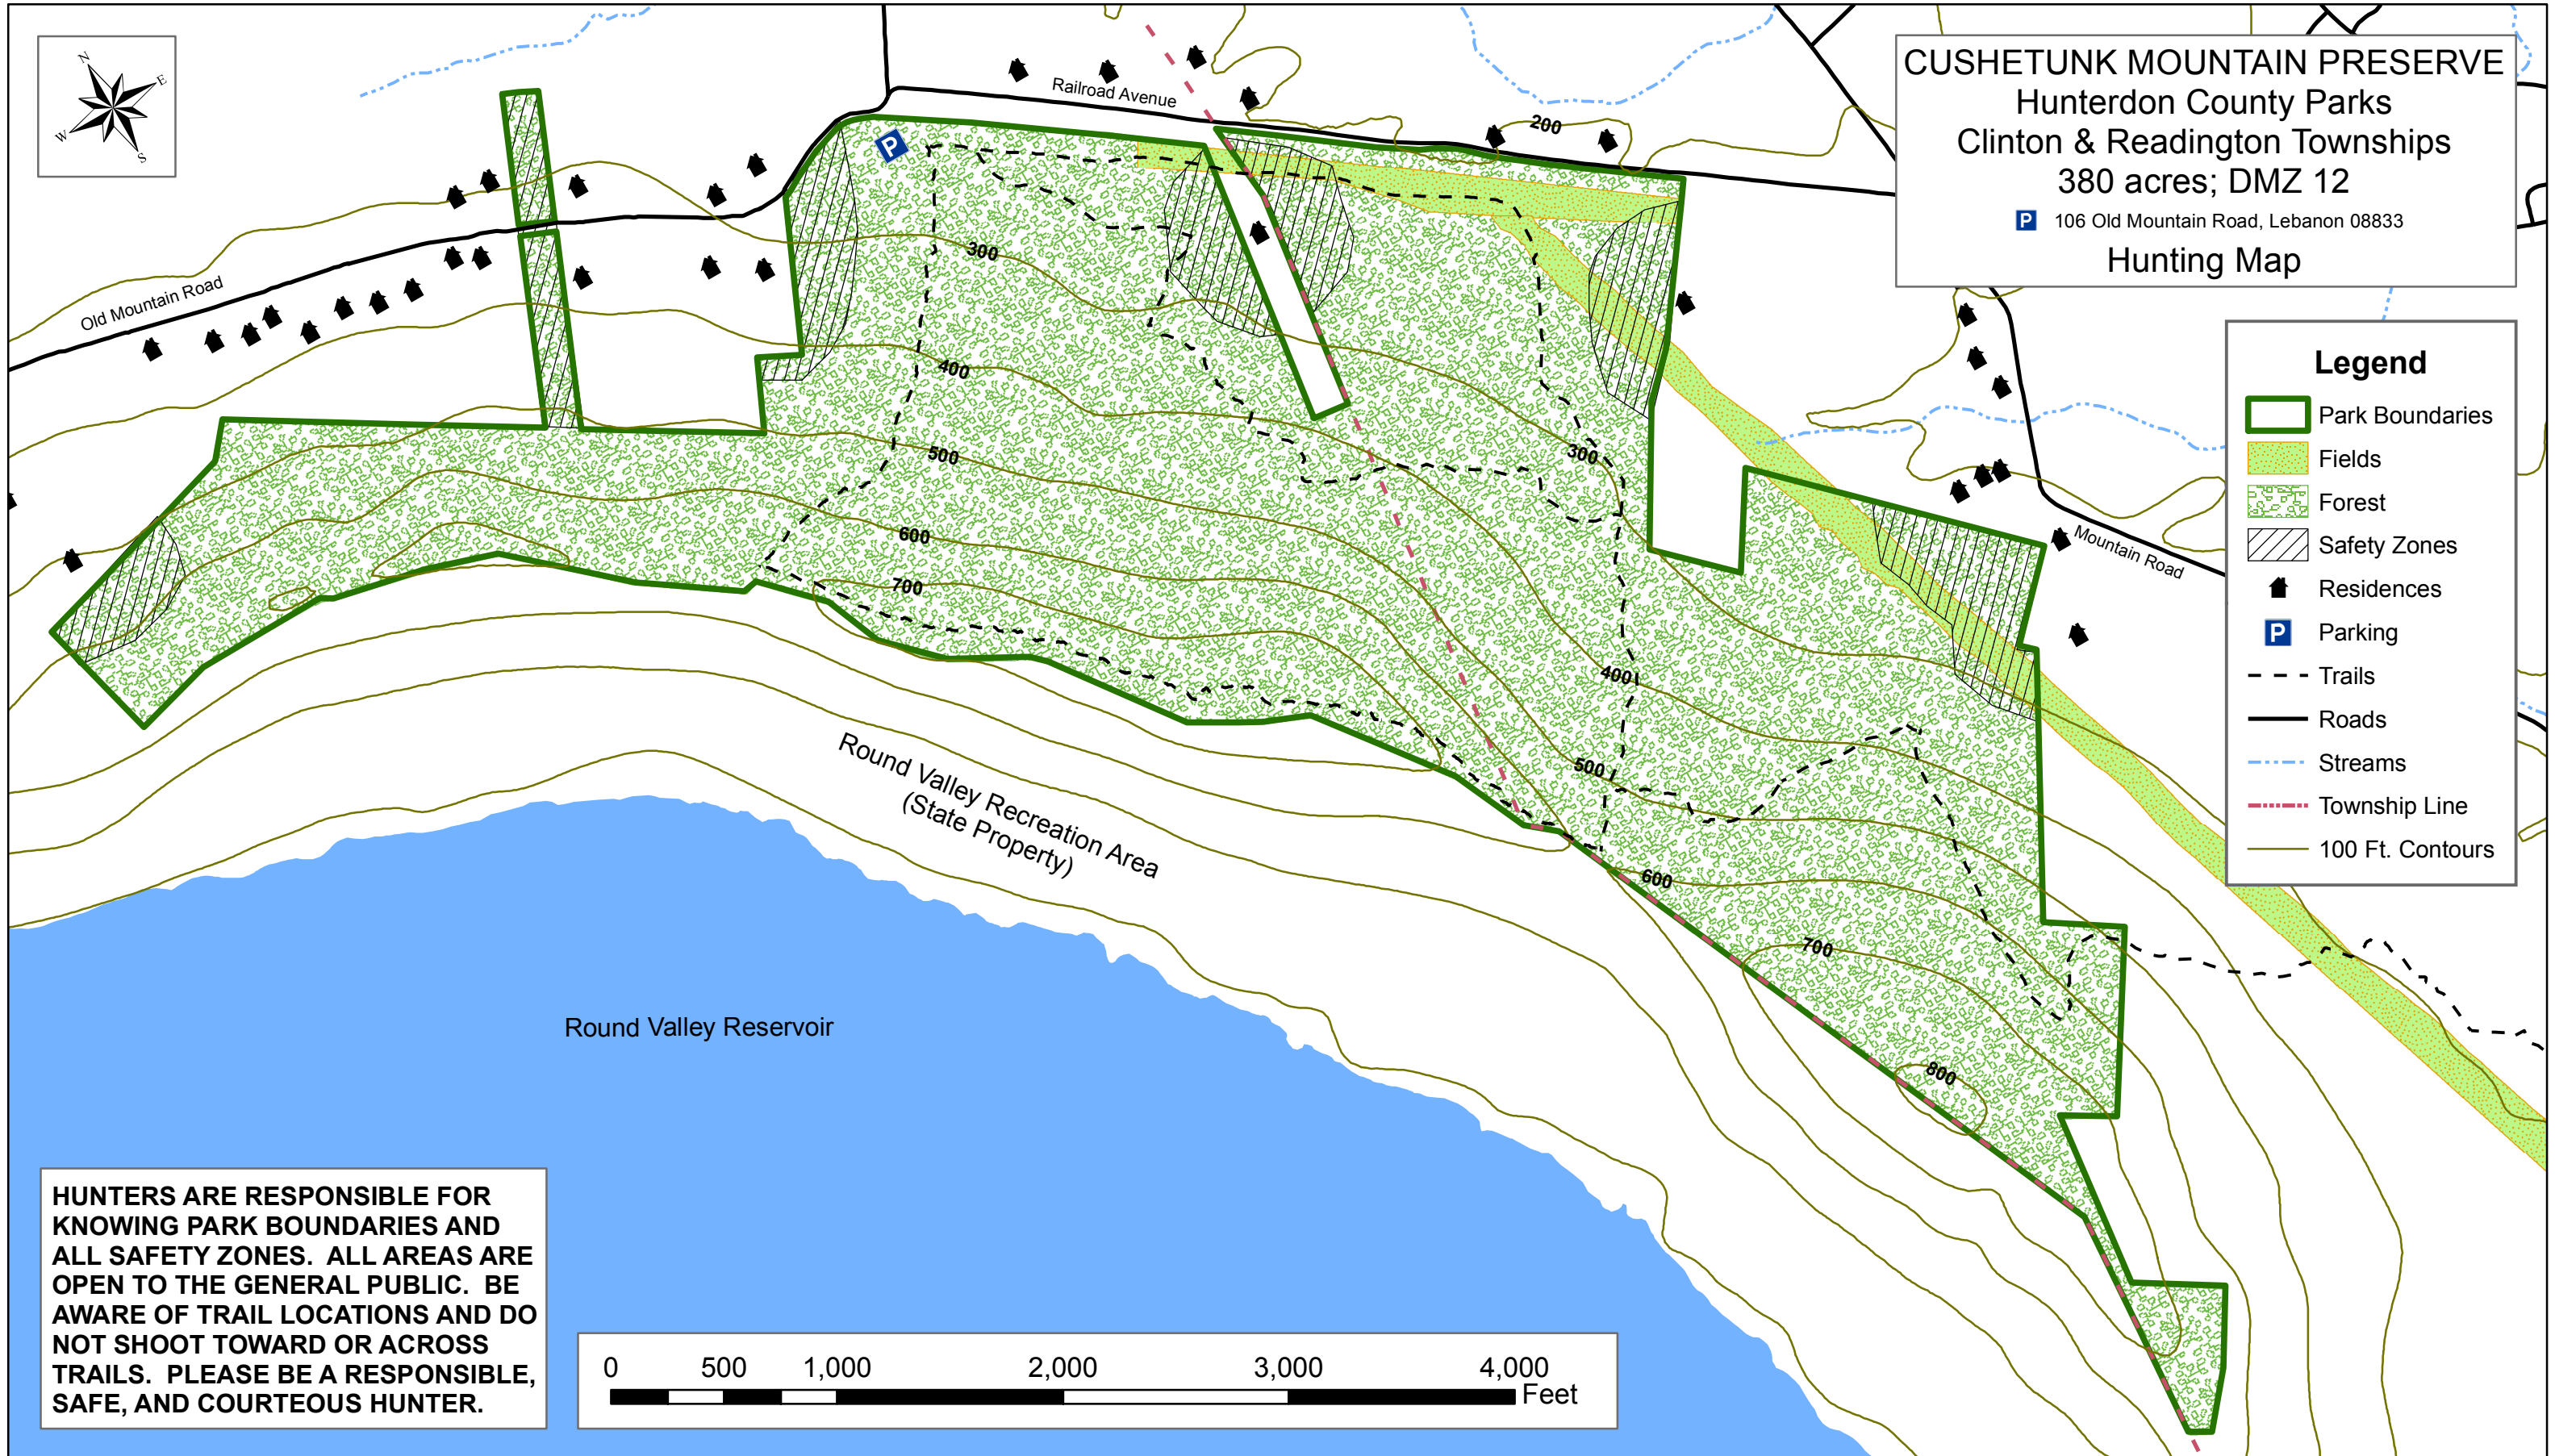 N
E
W
S
CUSHETUNK MOUNTAIN PRESERVE
Hunterdon County Parks
Clinton & Readington Townships
380 acres; DMZ 12
P 106 Old Mountain Road, Lebanon 08833
Hunting Map
Railroad Avenue
P
200
Old Mountain Road
300
400
500
600
700
300
400
500
600
700
800
Mountain Road
Legend
Park Boundaries
Fields
Forest
Safety Zones
Residences
P Parking
Trails
Roads
Streams
Township Line
100 Ft. Contours
Round Valley Recreation Area
(State Property)
Round Valley Reservoir
HUNTERS ARE RESPONSIBLE FOR
KNOWING PARK BOUNDARIES AND
ALL SAFETY ZONES. ALL AREAS ARE
OPEN TO THE GENERAL PUBLIC. BE
AWARE OF TRAIL LOCATIONS AND DO
NOT SHOOT TOWARD OR ACROSS
TRAILS. PLEASE BE A RESPONSIBLE,
SAFE, AND COURTEOUS HUNTER.
0 500 1,000 2,000 3,000 4,000
Feet